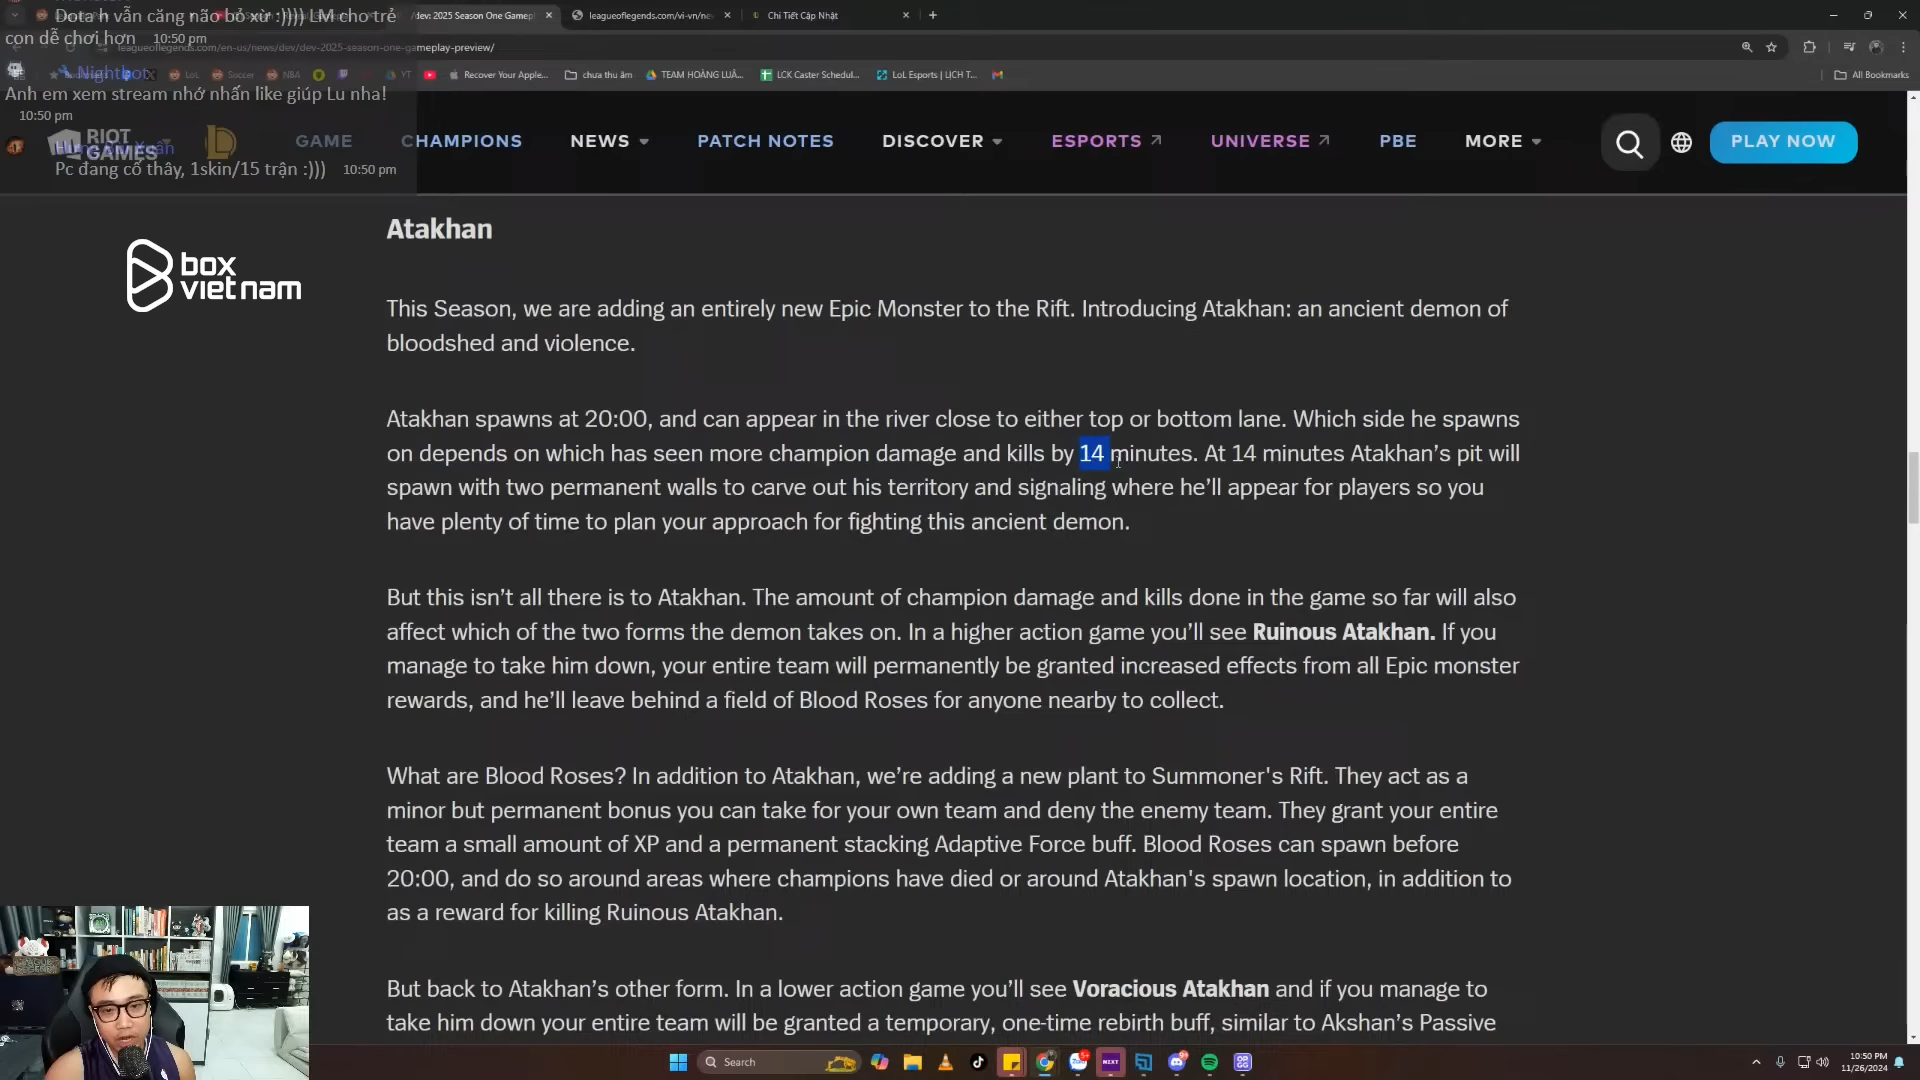 Dota h vẫn căng não bỏ xừ :)))) LM cho trẻ
con dễ chơi hơn 10:50 pm
Nightbot
Anh em xem stream nhớ nhấn like giúp Lu nha!
10:50 pm
Pc đang cố thây, 1skin/15 trận :))) 10:50 pm
/dev: 2025 Season One Gamepl
leagueoflegends.com/vi-vn/ne
Chi Tiết Cập Nhật
leagueoflegends.com/en-us/news/dev/dev-2025-season-one-gameplay-preview/
LoL
Soccer
NBA
YT
Recover Your Apple...
chưa thu âm
TEAM HOÀNG LUÂ...
LCK Caster Schedul...
LoL Esports | LỊCH T...
All Bookmarks
RIOT
GAMES
GAME
CHAMPIONS
NEWS
PATCH NOTES
DISCOVER
ESPORTS
UNIVERSE
PBE
MORE
PLAY NOW
box
vietnam
Atakhan
This Season, we are adding an entirely new Epic Monster to the Rift. Introducing Atakhan: an ancient demon of
bloodshed and violence.
Atakhan spawns at 20:00, and can appear in the river close to either top or bottom lane. Which side he spawns
on depends on which has seen more champion damage and kills by 14 minutes. At 14 minutes Atakhan’s pit will
spawn with two permanent walls to carve out his territory and signaling where he’ll appear for players so you
have plenty of time to plan your approach for fighting this ancient demon.
But this isn’t all there is to Atakhan. The amount of champion damage and kills done in the game so far will also
affect which of the two forms the demon takes on. In a higher action game you’ll see Ruinous Atakhan. If you
manage to take him down, your entire team will permanently be granted increased effects from all Epic monster
rewards, and he’ll leave behind a field of Blood Roses for anyone nearby to collect.
What are Blood Roses? In addition to Atakhan, we’re adding a new plant to Summoner's Rift. They act as a
minor but permanent bonus you can take for your own team and deny the enemy team. They grant your entire
team a small amount of XP and a permanent stacking Adaptive Force buff. Blood Roses can spawn before
20:00, and do so around areas where champions have died or around Atakhan's spawn location, in addition to
as a reward for killing Ruinous Atakhan.
But back to Atakhan’s other form. In a lower action game you’ll see Voracious Atakhan and if you manage to
take him down your entire team will be granted a temporary, one-time rebirth buff, similar to Akshan’s Passive
Search
10:50 PM
11/26/2024